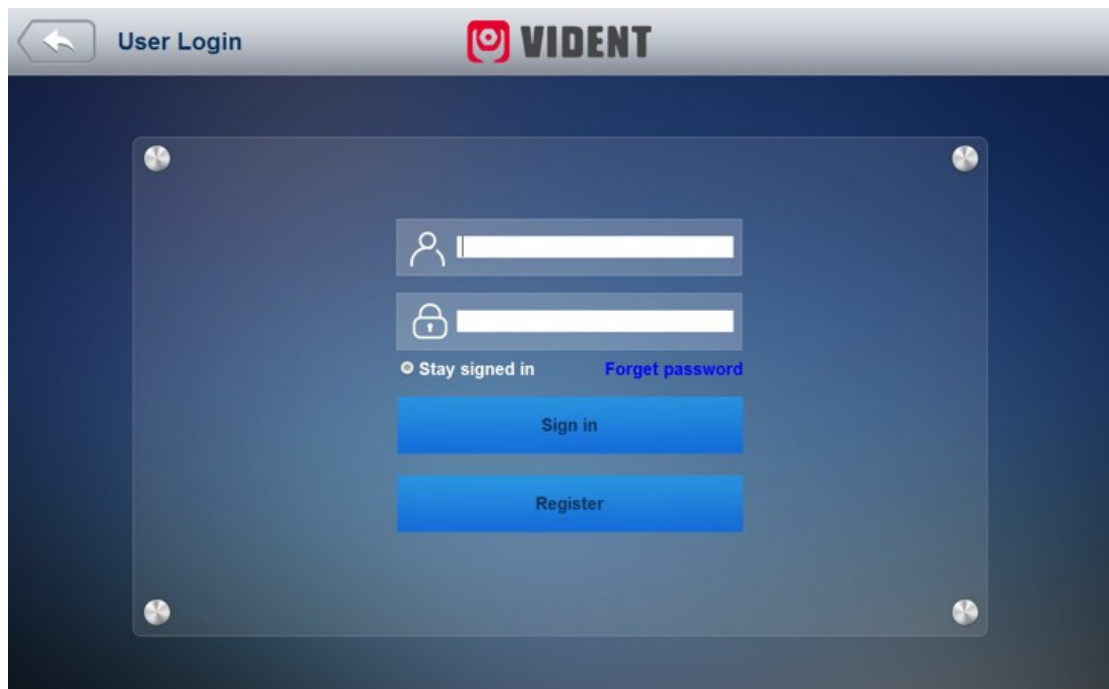 User Login
VIDENT
Stay signed in
Forget password
Sign in
Register